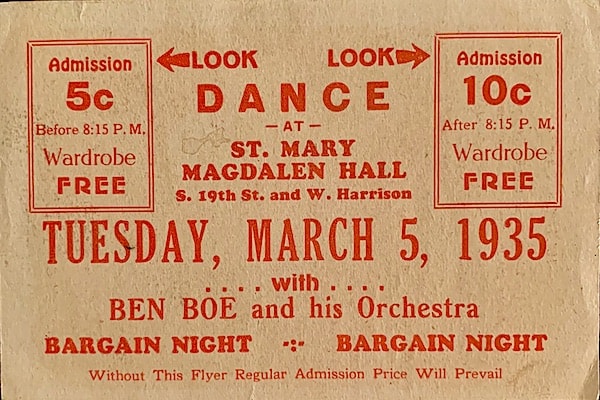 Admission
5c
Before 8:15 P. M.
Wardrobe
FREE
LOOK LOOK
DANCE
— AT —
ST. MARY
MAGDALEN HALL
S. 19th St. and W. Harrison
Admission
10c
After 8:15 P. M.
Wardrobe
FREE
TUESDAY, MARCH 5, 1935
. . . . with . . . .
BEN BOE and his Orchestra
BARGAIN NIGHT -:- BARGAIN NIGHT
Without This Flyer Regular Admission Price Will Prevail